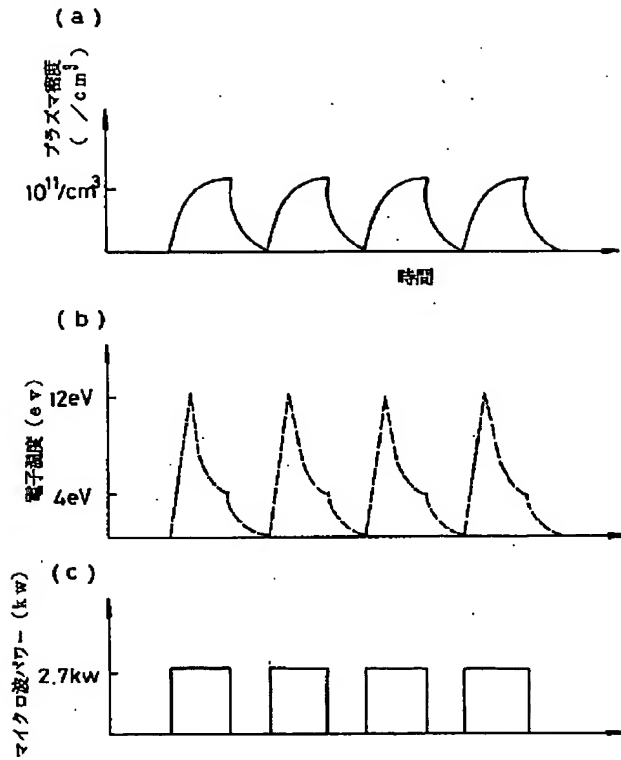 (a)
プラズマ密度
( /cm³)
10¹¹/cm³
時間
(b)
電子温度(ev)
12eV
4eV
(c)
マイクロ波パワー(kw)
2.7kw